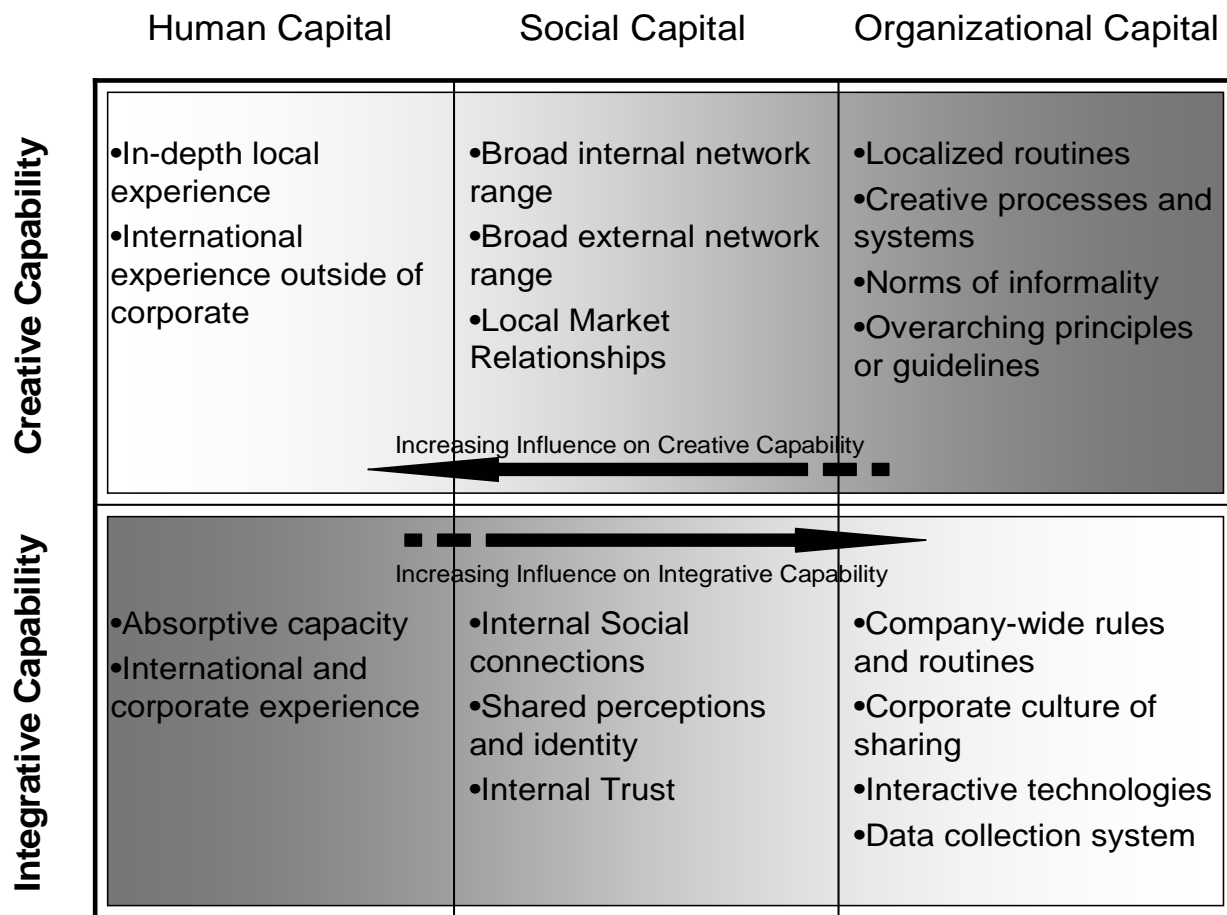 Human Capital
Social Capital
Organizational Capital
Creative Capability
•In-depth local
experience
•International
experience outside of
corporate
•Broad internal network
range
•Broad external network
range
•Local Market
Relationships
•Localized routines
•Creative processes and
systems
•Norms of informality
•Overarching principles
or guidelines
Increasing Influence on Creative Capability
Integrative Capability
Increasing Influence on Integrative Capability
•Absorptive capacity
•International and
corporate experience
•Internal Social
connections
•Shared perceptions
and identity
•Internal Trust
•Company-wide rules
and routines
•Corporate culture of
sharing
•Interactive technologies
•Data collection system